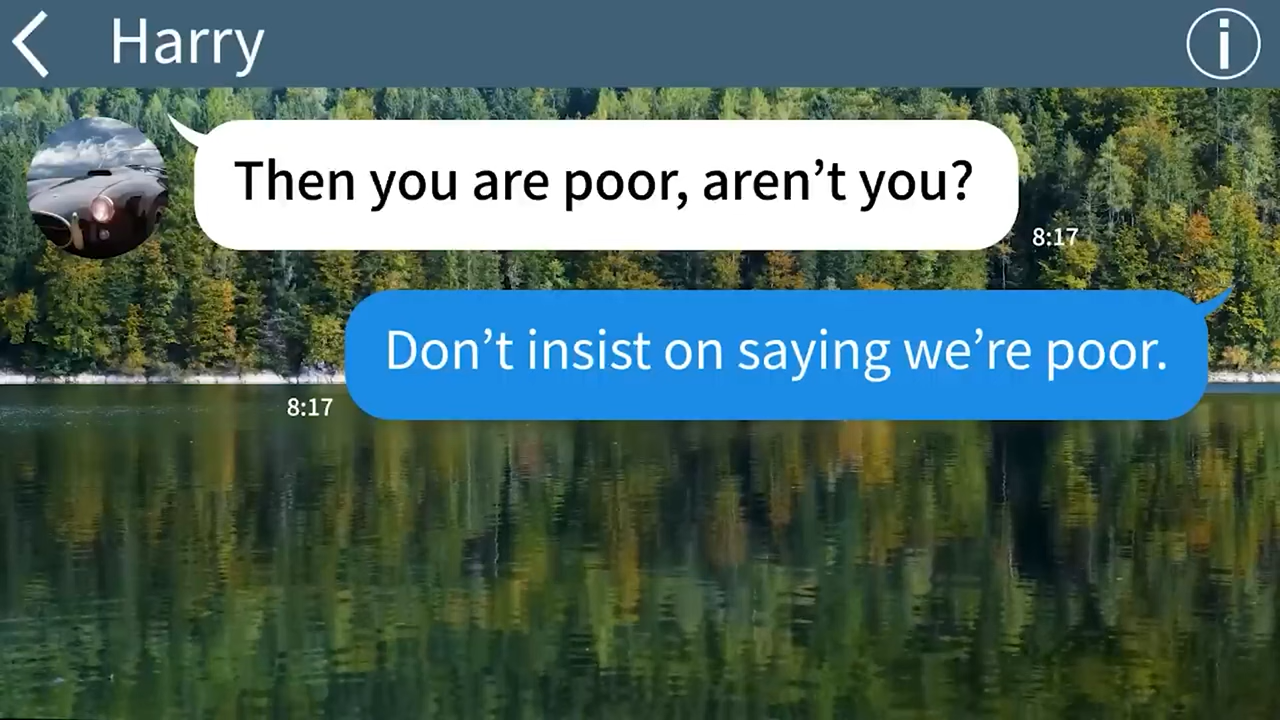 Harry
Then you are poor, aren’t you?
8:17
Don’t insist on saying we’re poor.
8:17